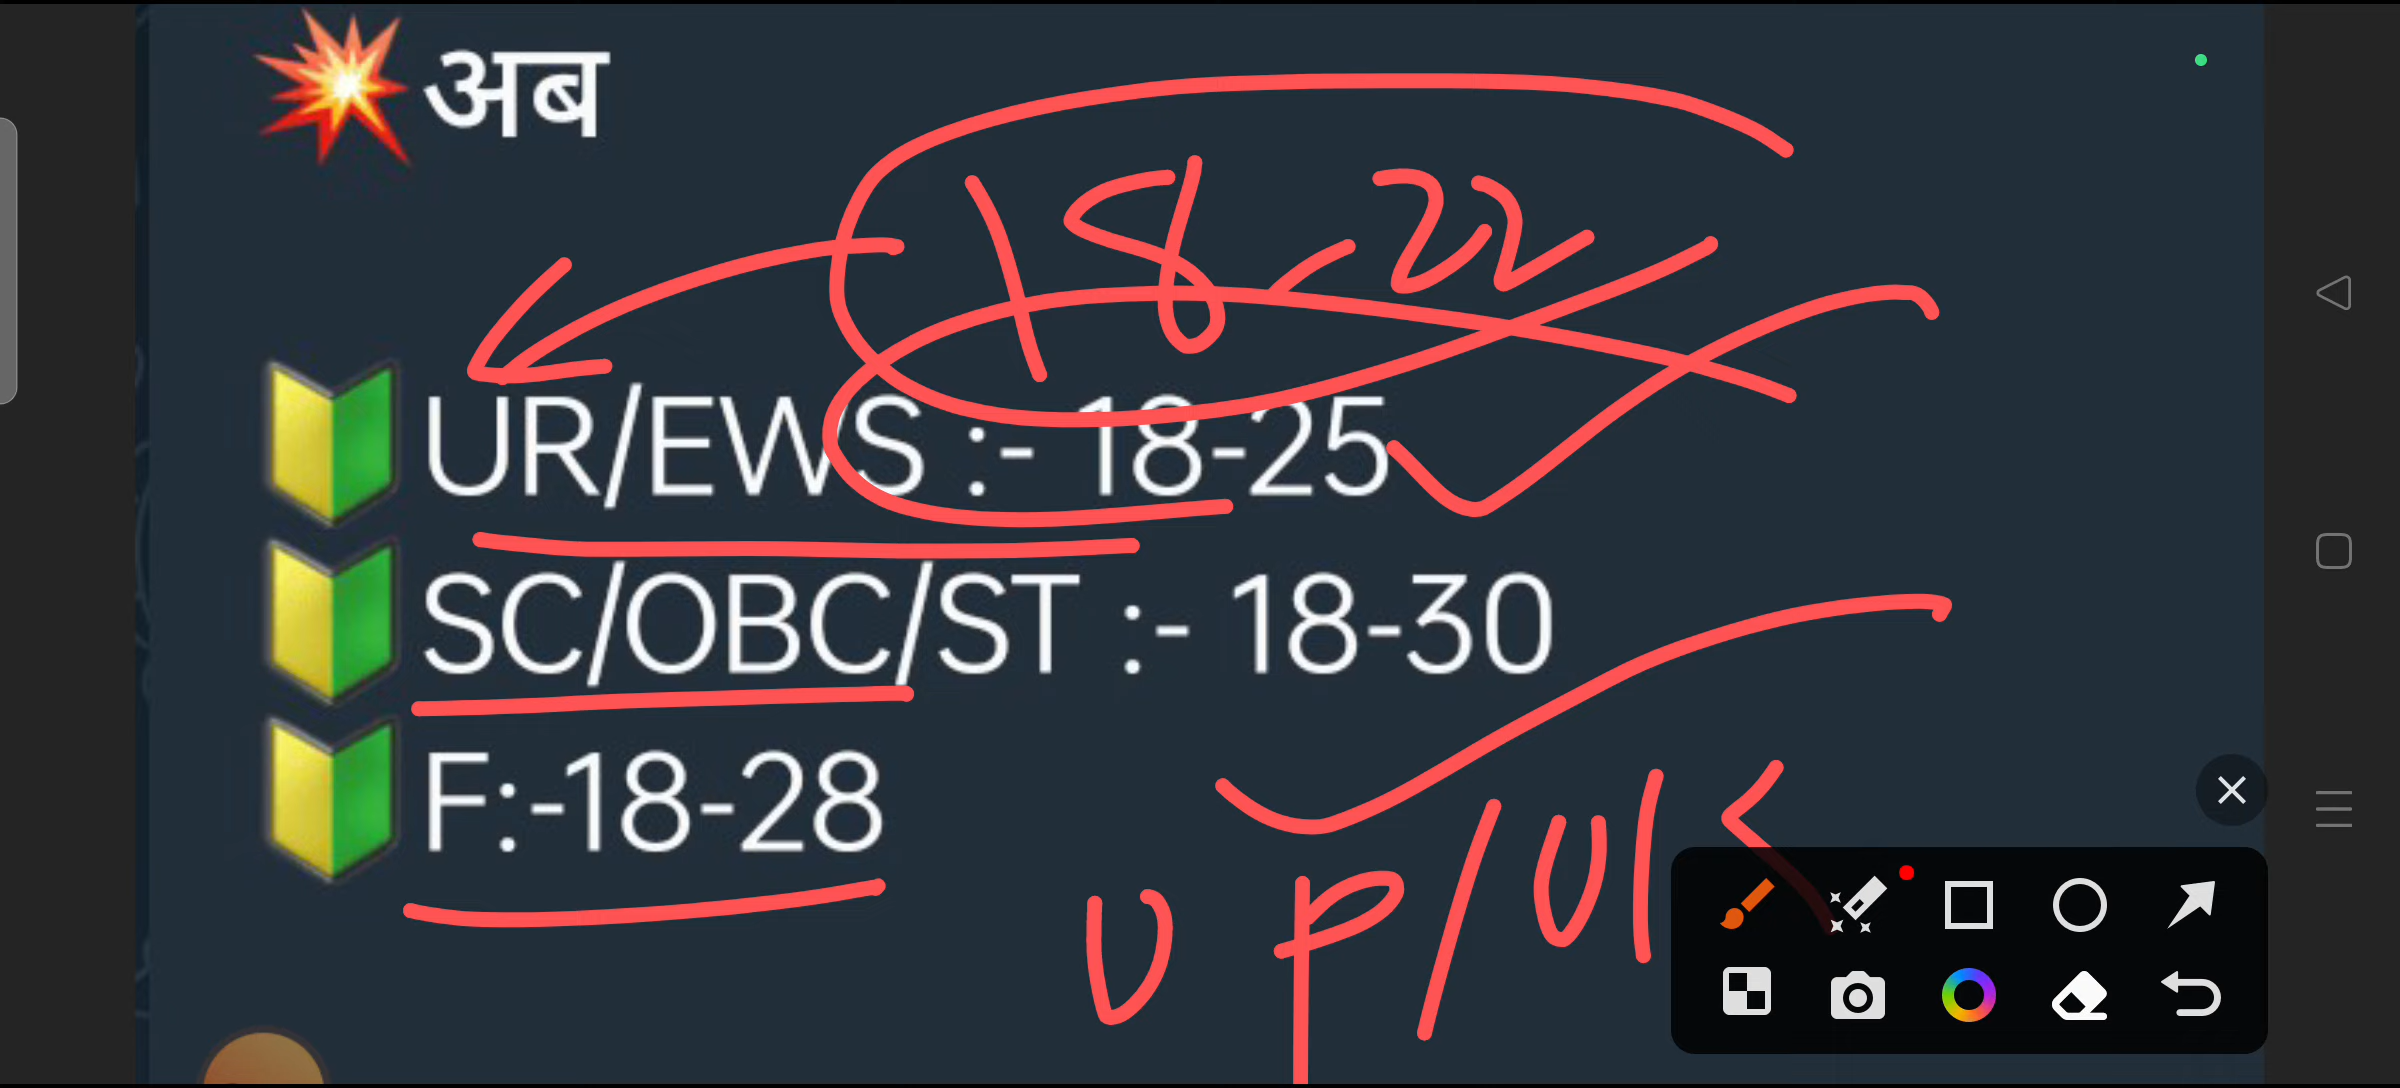 अब
18-22
UR/EWS :- 18-25
SC/OBC/ST :- 18-30
F:-18-28
UP/UK